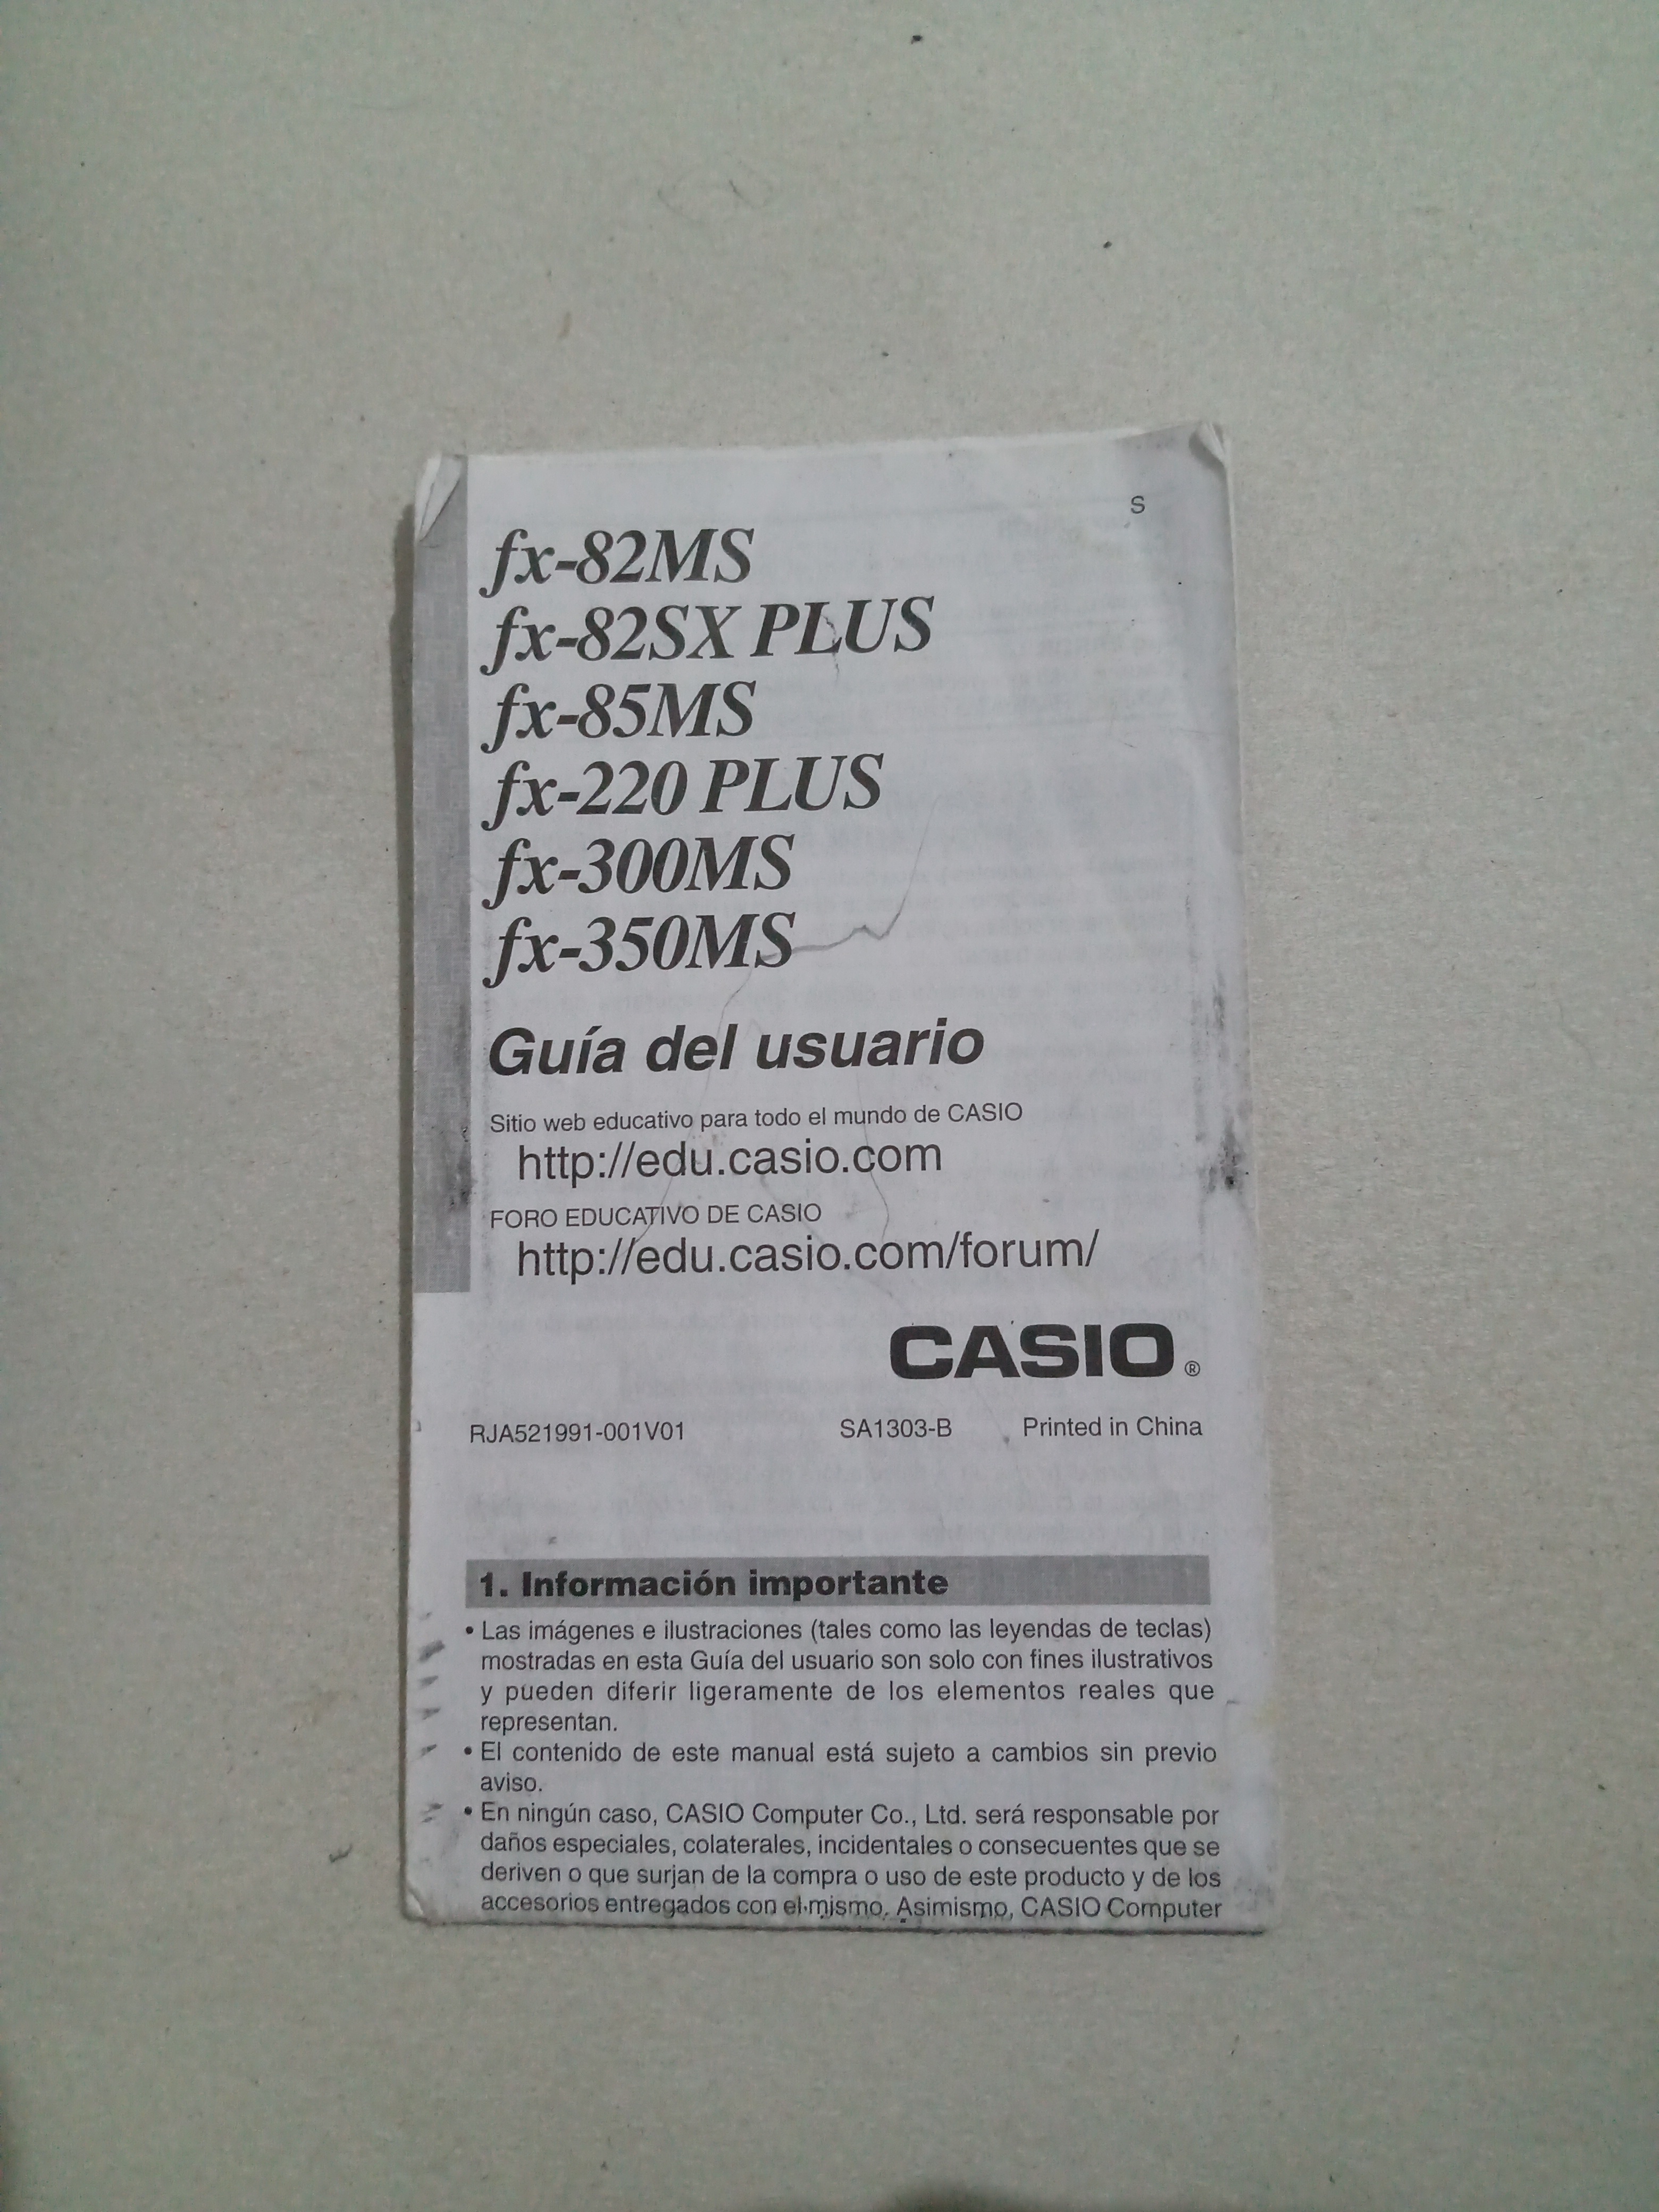 S
fx-82MS
fx-82SX PLUS
fx-85MS
fx-220 PLUS
fx-300MS
fx-350MS
Guía del usuario
Sitio web educativo para todo el mundo de CASIO
http://edu.casio.com
FORO EDUCATIVO DE CASIO
http://edu.casio.com/forum/
CASIO®
RJA521991-001V01 SA1303-B Printed in China
1. Información importante
• Las imágenes e ilustraciones (tales como las leyendas de teclas)
mostradas en esta Guía del usuario son solo con fines ilustrativos
y pueden diferir ligeramente de los elementos reales que
representan.
• El contenido de este manual está sujeto a cambios sin previo
aviso.
• En ningún caso, CASIO Computer Co., Ltd. será responsable por
daños especiales, colaterales, incidentales o consecuentes que se
deriven o que surjan de la compra o uso de este producto y de los
accesorios entregados con el mismo. Asimismo, CASIO Computer